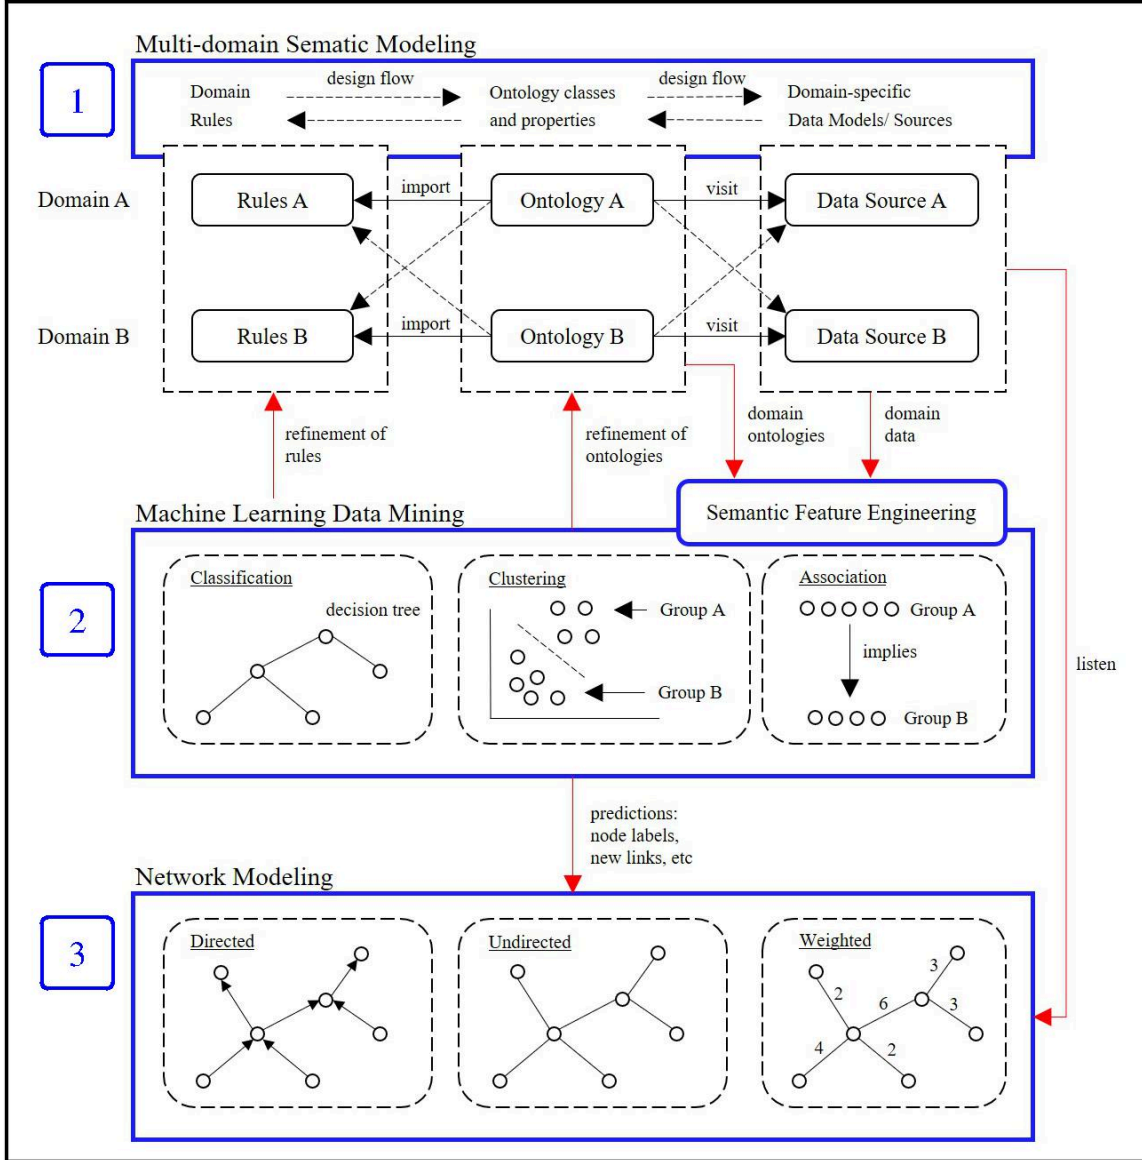 Multi-domain Sematic Modeling
1
Domain
Rules
design flow
Ontology classes
and properties
design flow
Domain-specific
Data Models/ Sources
Domain A
Rules A
import
Ontology A
visit
Data Source A
Domain B
Rules B
import
Ontology B
visit
Data Source B
refinement of
rules
refinement of
ontologies
domain
ontologies
domain
data
listen
Machine Learning Data Mining
Semantic Feature Engineering
2
Classification
decision tree
Clustering
Group A
Group B
Association
Group A
implies
Group B
predictions:
node labels,
new links, etc
Network Modeling
3
Directed
Undirected
Weighted
2
3
6
3
4
2